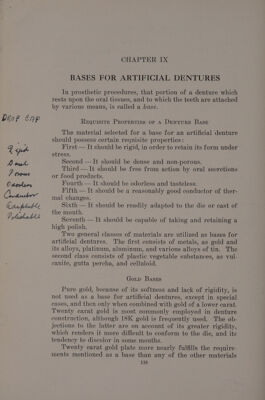 CHAPTER IX
BASES FOR ARTIFICIAL DENTURES
In prosthetic procedures, that portion of a denture which
rests upon the oral tissues, and to which the teeth are attached
by various means, is called a base.
REQUISITE PROPERTIES OF A DENTURE BASE
The material selected for a base for an artificial denture
should possess certain requisite properties:
First — It should be rigid, in order to retain its form under
stress.
Second — It should be dense and non-porous.
Third — It should be free from action by oral secretions
or food products.
Fourth — It should be odorless and tasteless.
Fifth — It should be a reasonably good conductor of ther-
mal changes.
Sixth — It should be readily adapted to the die or cast of
the mouth.
Seventh — It should be capable of taking and retaining a
high polish.
Two general classes of materials are utilized as bases for
artificial dentures. The first consists of metals, as gold and
its alloys, platinum, aluminum, and various alloys of tin. The
second class consists of plastic vegetable substances, as vul-
canite, gutta percha, and celluloid.
GOLD BASES
Pure gold, because of its softness and lack of rigidity, is
not used as a base for artificial dentures, except in special
cases, and then only when combined with gold of a lower carat.
Twenty carat gold is most commonly employed in denture
construction, although 18K gold is frequently used. The ob-
jections to the latter are on account of its greater rigidity,
which renders it more difficult to conform to the die, and its
tendency to discolor in some mouths.
Twenty carat gold plate more nearly fulfills the require-
ments mentioned as a base than any of the other materials
Rigid
Odorless
Conductor
Adaptable
Polishable